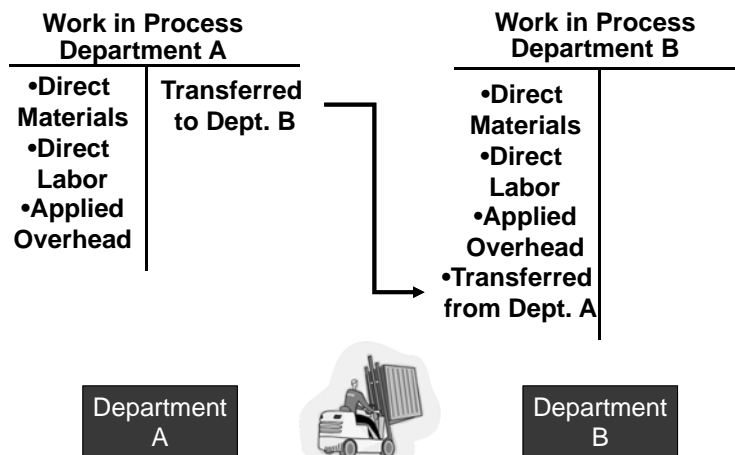 Work in Process
Department A
•Direct
Materials
•Direct
Labor
•Applied
Overhead
Transferred
to Dept. B
Work in Process
Department B
•Direct
Materials
•Direct
Labor
•Applied
Overhead
•Transferred
from Dept. A
Department
A
Department
B